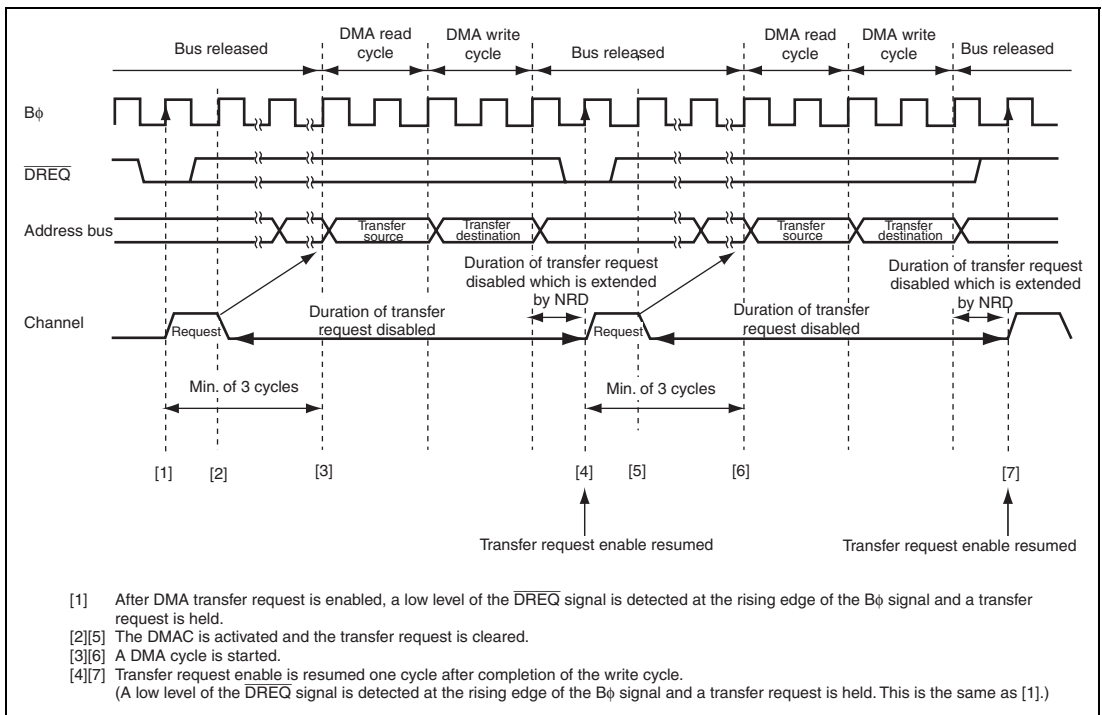 Bus released
DMA read cycle
DMA write cycle
Bus released
DMA read cycle
DMA write cycle
Bus released
Bφ
DREQ
Address bus
Transfer source
Transfer destination
Transfer source
Transfer destination
Channel
Request
Duration of transfer request disabled
Duration of transfer request disabled which is extended by NRD
Request
Duration of transfer request disabled
Duration of transfer request disabled which is extended by NRD
Min. of 3 cycles
Min. of 3 cycles
[1]
[2]
[3]
[4]
[5]
[6]
[7]
Transfer request enable resumed
Transfer request enable resumed
[1] After DMA transfer request is enabled, a low level of the DREQ signal is detected at the rising edge of the Bφ signal and a transfer
request is held.
[2][5] The DMAC is activated and the transfer request is cleared.
[3][6] A DMA cycle is started.
[4][7] Transfer request enable is resumed one cycle after completion of the write cycle.
(A low level of the DREQ signal is detected at the rising edge of the Bφ signal and a transfer request is held. This is the same as [1].)